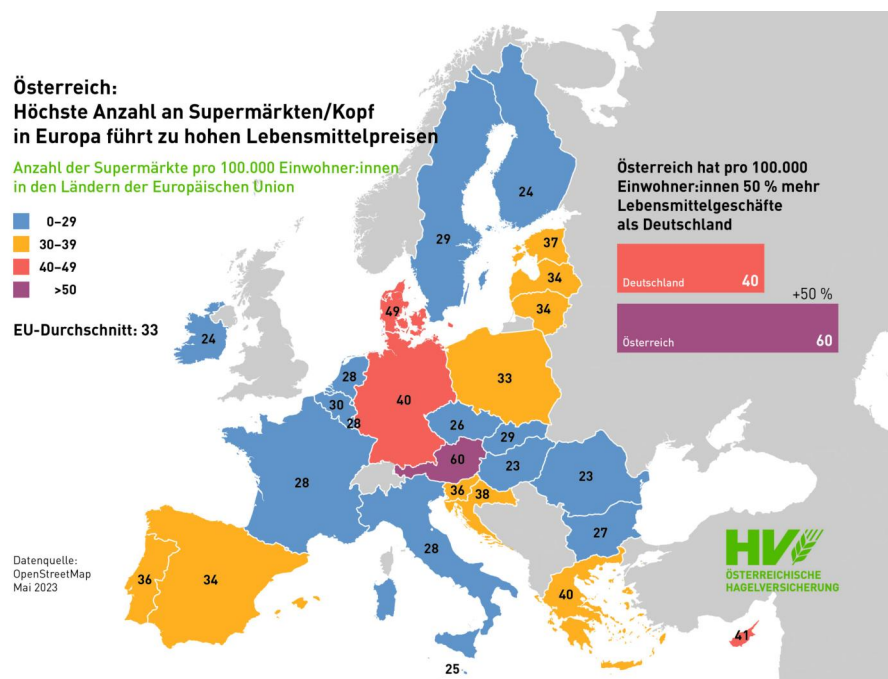 Österreich:
Höchste Anzahl an Supermärkten/Kopf
in Europa führt zu hohen Lebensmittelpreisen
Anzahl der Supermärkte pro 100.000 Einwohner:innen
in den Ländern der Europäischen Union
0–29
30–39
40–49
>50
EU-Durchschnitt: 33
Österreich hat pro 100.000
Einwohner:innen 50 % mehr
Lebensmittelgeschäfte
als Deutschland
Deutschland 40
+50 %
Österreich 60
24
29
37
34
34
49
24
28
30
28
40
33
26
29
60
23
23
28
36
38
27
28
36
34
40
41
25
Datenquelle:
OpenStreetMap
Mai 2023
HV
ÖSTERREICHISCHE
HAGELVERSICHERUNG